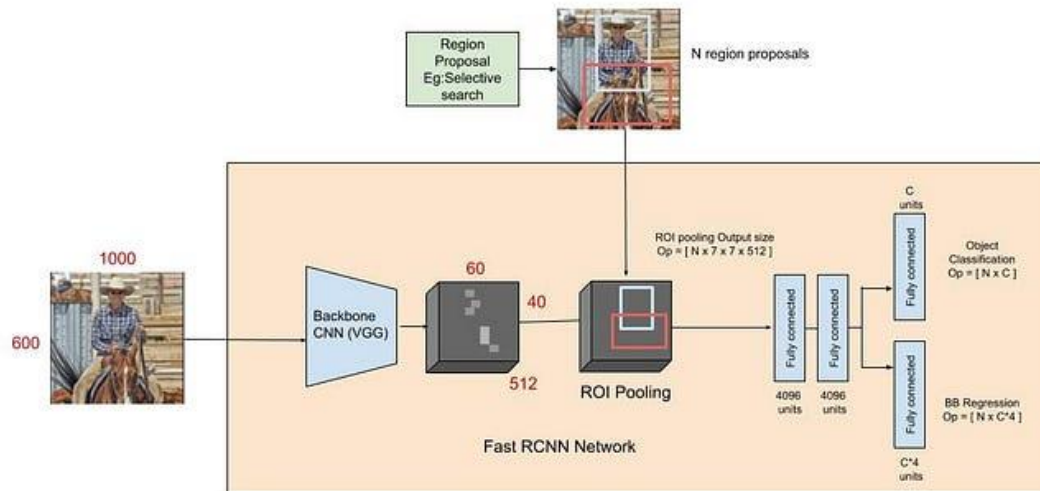 Region
Proposal
Eg:Selective
search
N region proposals
1000
600
Backbone
CNN (VGG)
60
40
512
ROI Pooling
ROI pooling Output size
Op = [ N x 7 x 7 x 512 ]
Fully connected
4096
units
Fully connected
4096
units
C
units
Fully connected
Object
Classification
Op = [ N x C ]
Fully connected
C*4
units
BB Regression
Op = [ N x C*4 ]
Fast RCNN Network